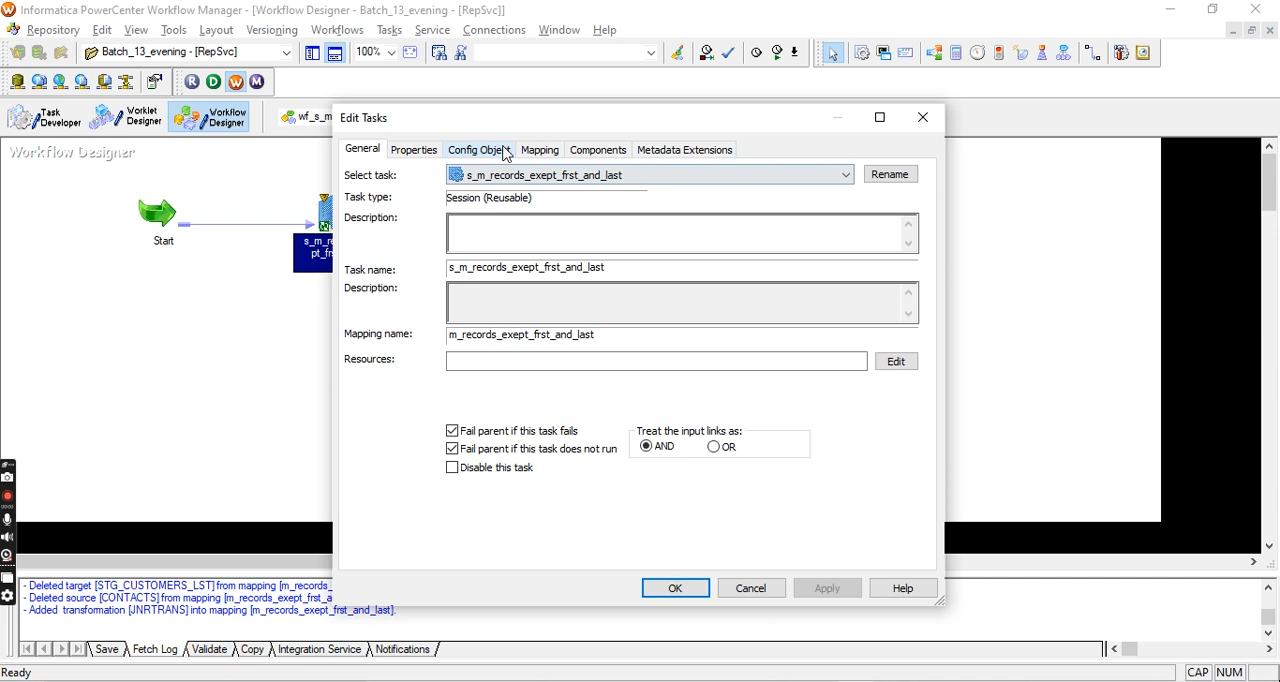 Informatica PowerCenter Workflow Manager - [Workflow Designer - Batch_13_evening - [RepSvc]]
Repository Edit View Tools Layout Versioning Workflows Tasks Service Connections Window Help
Batch_13_evening - [RepSvc] 100%
R D W M
Task Developer Worklet Designer Workflow Designer wf_s_m
Edit Tasks
Workflow Designer
General Properties Config Object Mapping Components Metadata Extensions
Select task: s_m_records_exept_frst_and_last Rename
Task type: Session (Reusable)
Description:
Start
s_m_r
pt_frs
Task name: s_m_records_exept_frst_and_last
Description:
Mapping name: m_records_exept_frst_and_last
Resources: Edit
Fail parent if this task fails Treat the input links as:
Fail parent if this task does not run AND OR
Disable this task
OK Cancel Apply Help
- Deleted target [STG_CUSTOMERS_LST] from mapping [m_records_
- Deleted source [CONTACTS] from mapping [m_records_exept_frst_a
- Added transformation [JNRTRANS] into mapping [m_records_exept_frst_and_last].
Save Fetch Log Validate Copy Integration Service Notifications
Ready CAP NUM